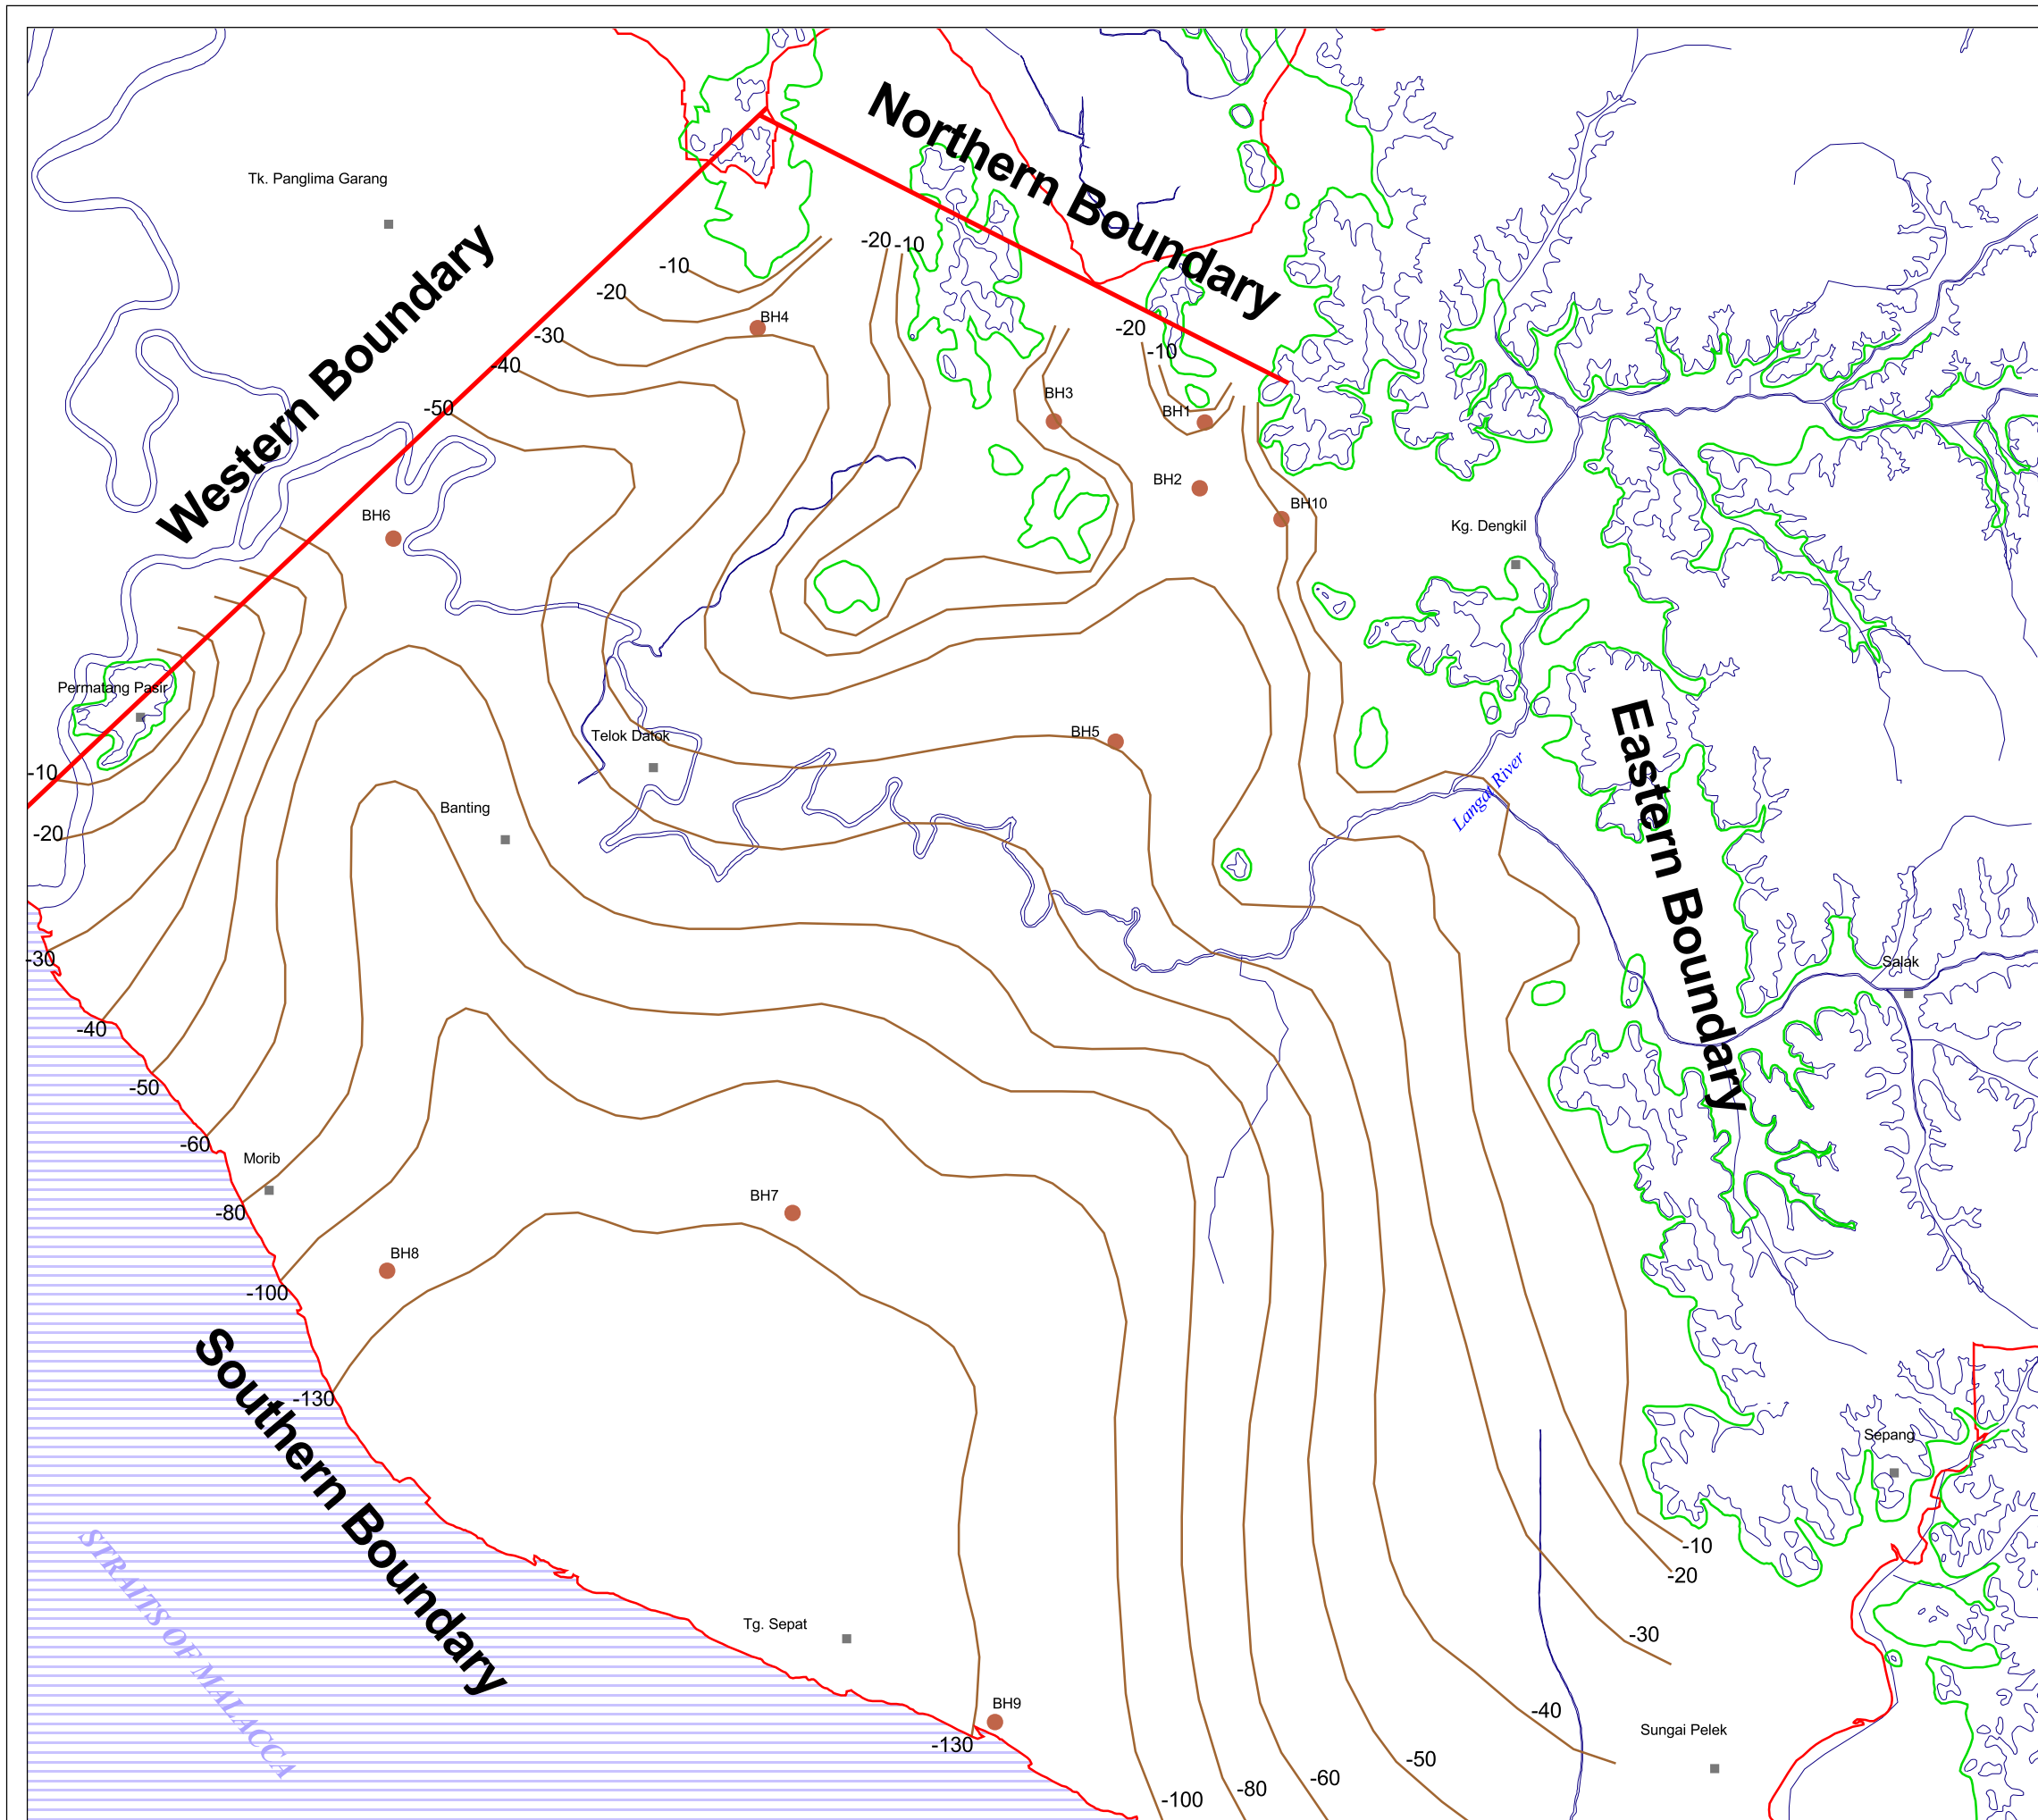 Northern Boundary
Tk. Panglima Garang
Western Boundary
-20
-10
-10
-20
BH4
-20
-30
-10
-40
BH3
-50
BH1
BH2
BH10
BH6
Kg. Dengkil
Permatang Pasir
Eastern Boundary
BH5
Telok Datok
-10
Langat River
Banting
-20
-30
Salak
-40
-50
-60
Morib
-80
BH7
BH8
-100
Southern Boundary
-130
Sepang
STRAITS OF MALACCA
-10
-20
Tg. Sepat
-30
BH9
-40
Sungai Pelek
-130
-50
-60
-80
-100